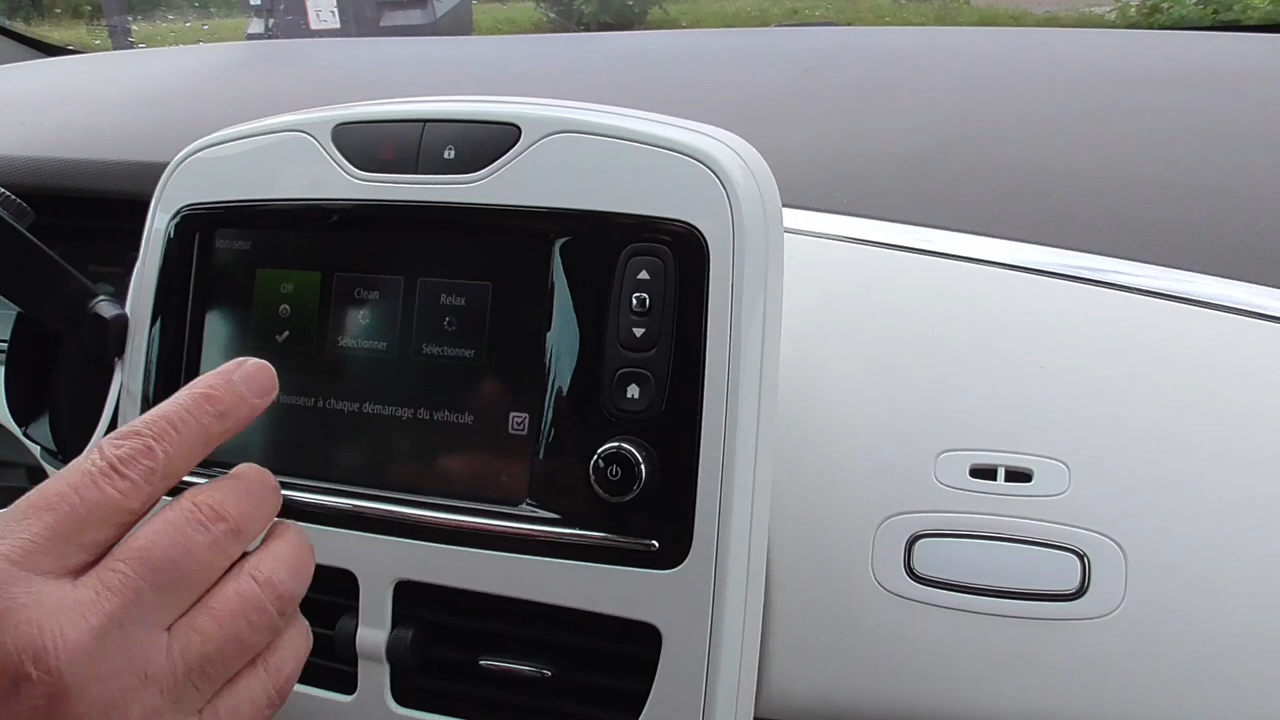 Ioniseur
Off
Clean
Relax
Sélectionner
Sélectionner
ioniseur à chaque démarrage du véhicule